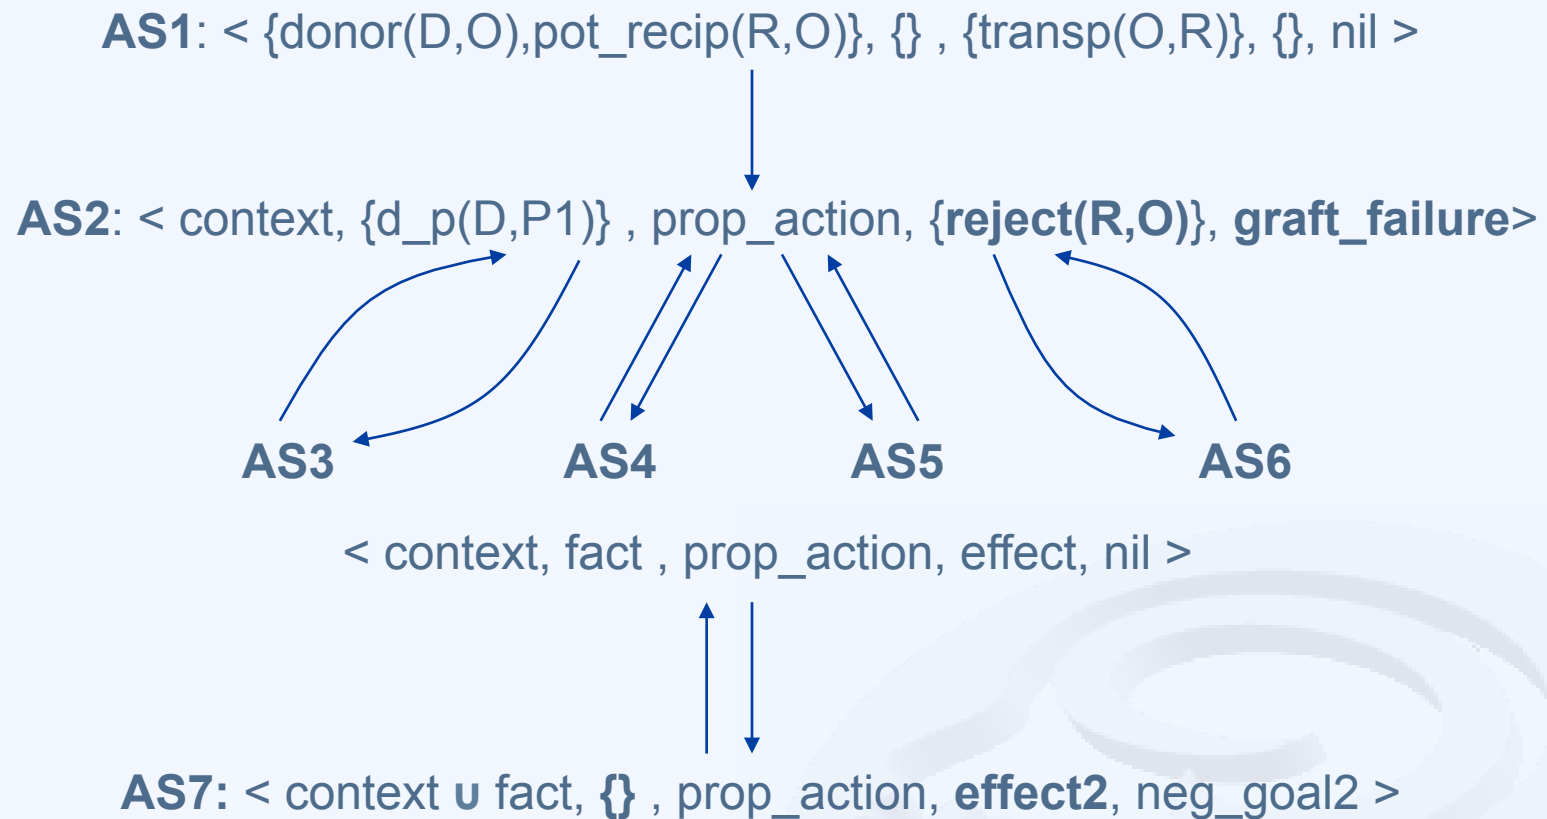 AS1: < {donor(D,O),pot_recip(R,O)}, {} , {transp(O,R)}, {}, nil >
AS2: < context, {d_p(D,P1)} , prop_action, {reject(R,O)}, graft_failure>
AS3 AS4 AS5 AS6
< context, fact , prop_action, effect, nil >
AS7: < context ∪ fact, {} , prop_action, effect2, neg_goal2 >